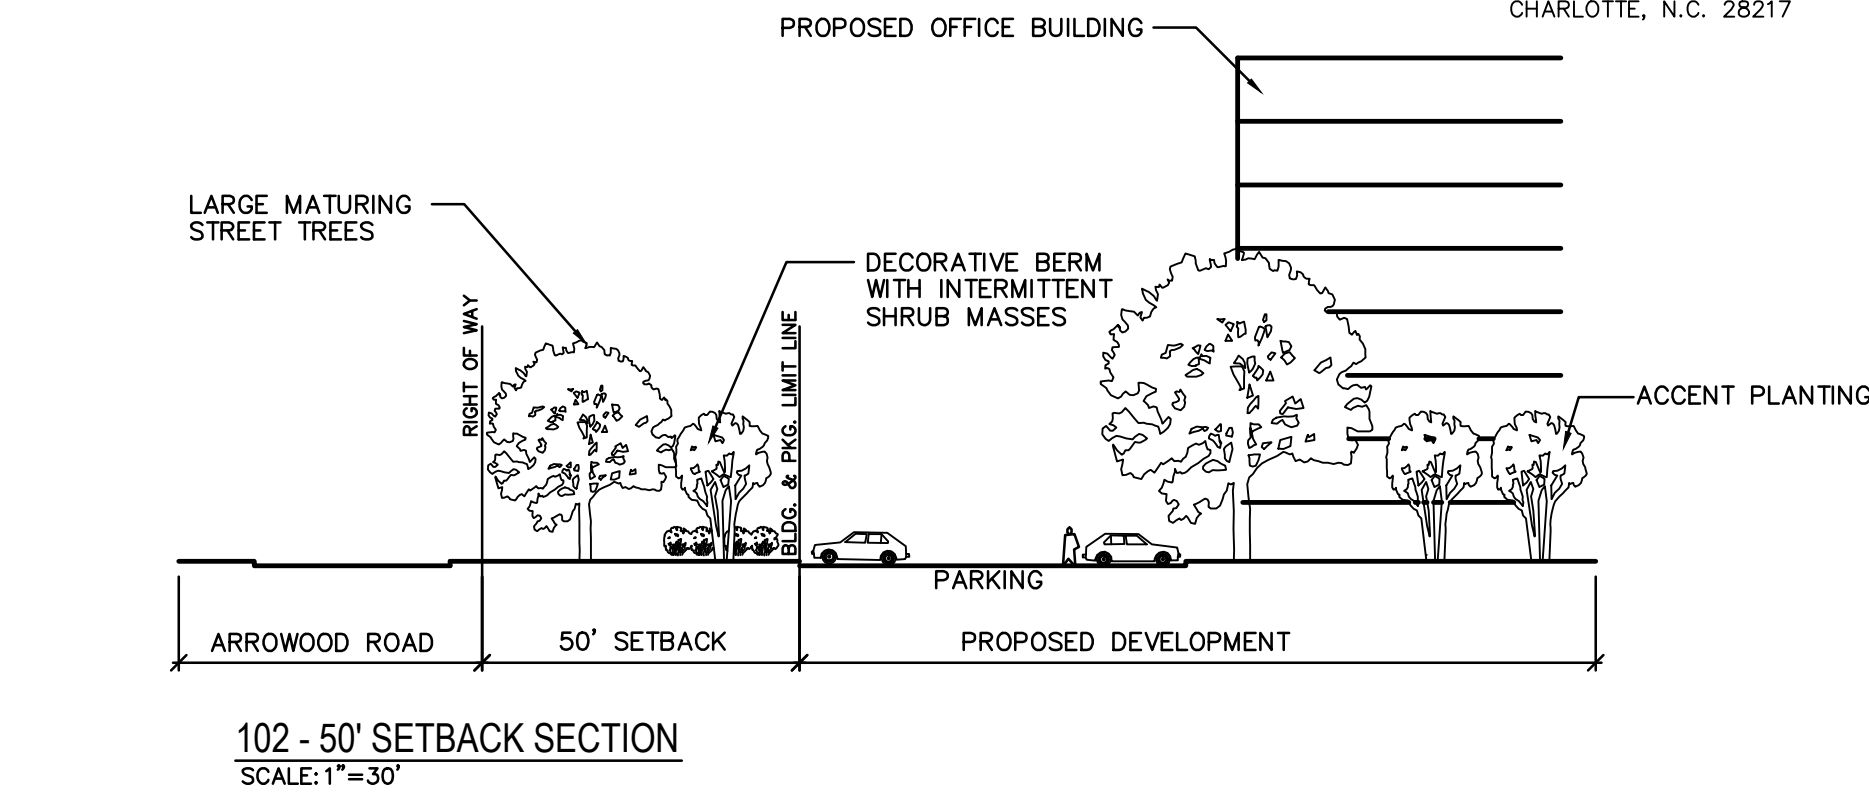 CHARLOTTE, N.C. 28217
PROPOSED OFFICE BUILDING
LARGE MATURING
STREET TREES
DECORATIVE BERM
WITH INTERMITTENT
SHRUB MASSES
RIGHT OF WAY
BLDG. & PKG. LIMIT LINE
ACCENT PLANTING
PARKING
ARROWOOD ROAD
50' SETBACK
PROPOSED DEVELOPMENT
102 - 50' SETBACK SECTION
SCALE: 1"=30'